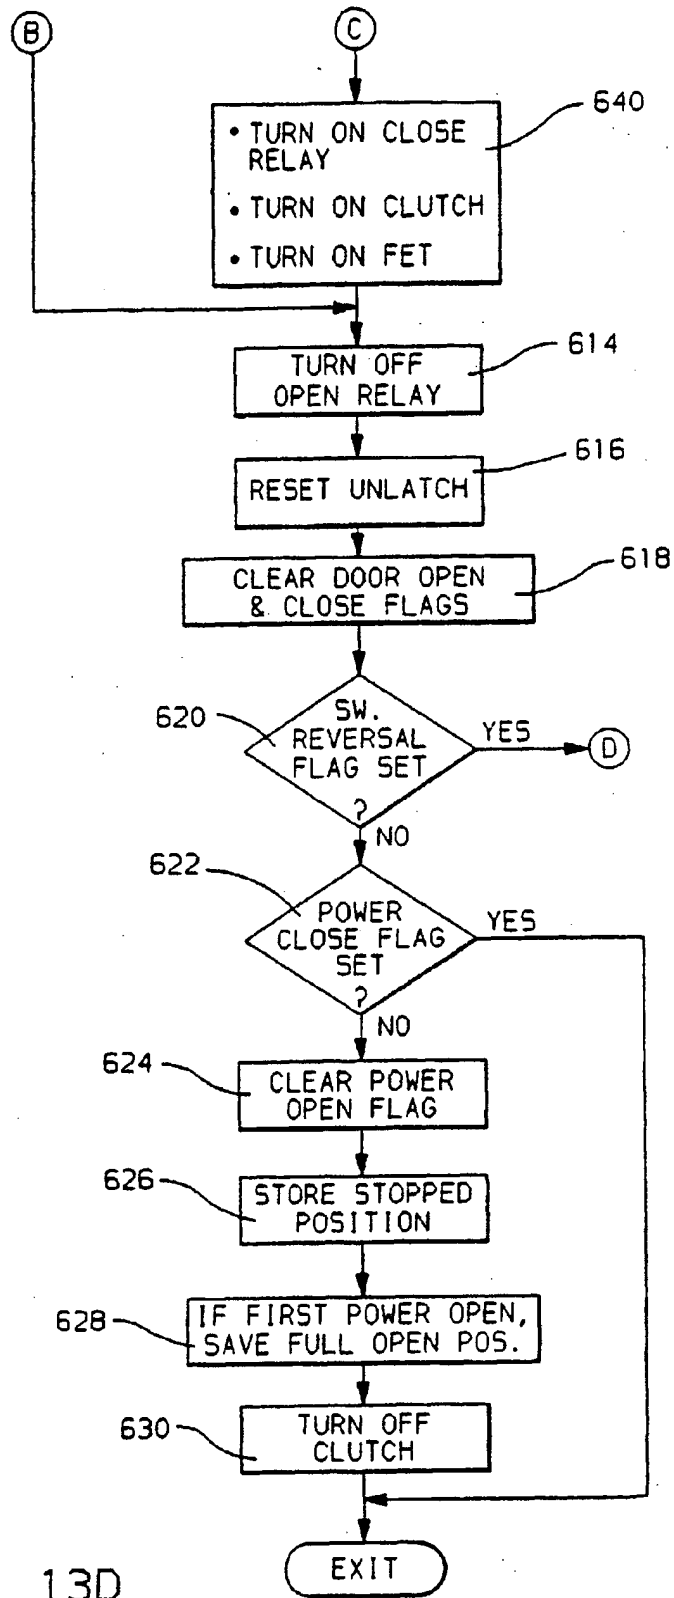 B
C
• TURN ON CLOSE
RELAY
• TURN ON CLUTCH
• TURN ON FET
640
TURN OFF
OPEN RELAY
614
RESET UNLATCH
616
CLEAR DOOR OPEN
& CLOSE FLAGS
618
620
SW.
REVERSAL
FLAG SET
?
YES
D
NO
622
POWER
CLOSE FLAG
SET
?
YES
NO
624
CLEAR POWER
OPEN FLAG
626
STORE STOPPED
POSITION
628
IF FIRST POWER OPEN,
SAVE FULL OPEN POS.
630
TURN OFF
CLUTCH
EXIT
13D